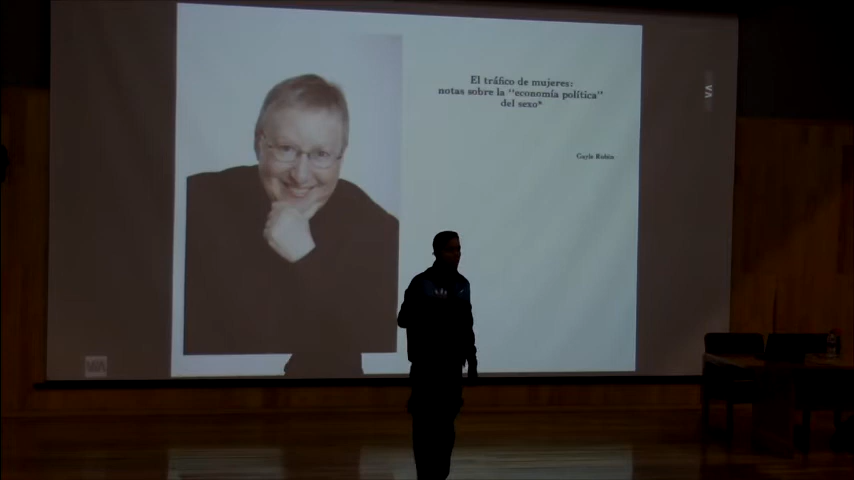 El tráfico de mujeres:
notas sobre la "economía política"
del sexo*
Gayle Rubin